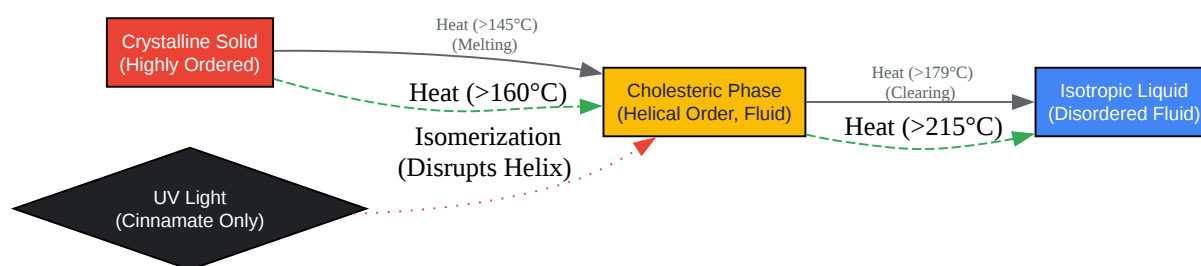 Crystalline Solid
(Highly Ordered)
Heat (>145°C)
(Melting)
Heat (>160°C)
Cholesteric Phase
(Helical Order, Fluid)
Heat (>179°C)
(Clearing)
Heat (>215°C)
Isotropic Liquid
(Disordered Fluid)
Isomerization
(Disrupts Helix)
UV Light
(Cinnamate Only)